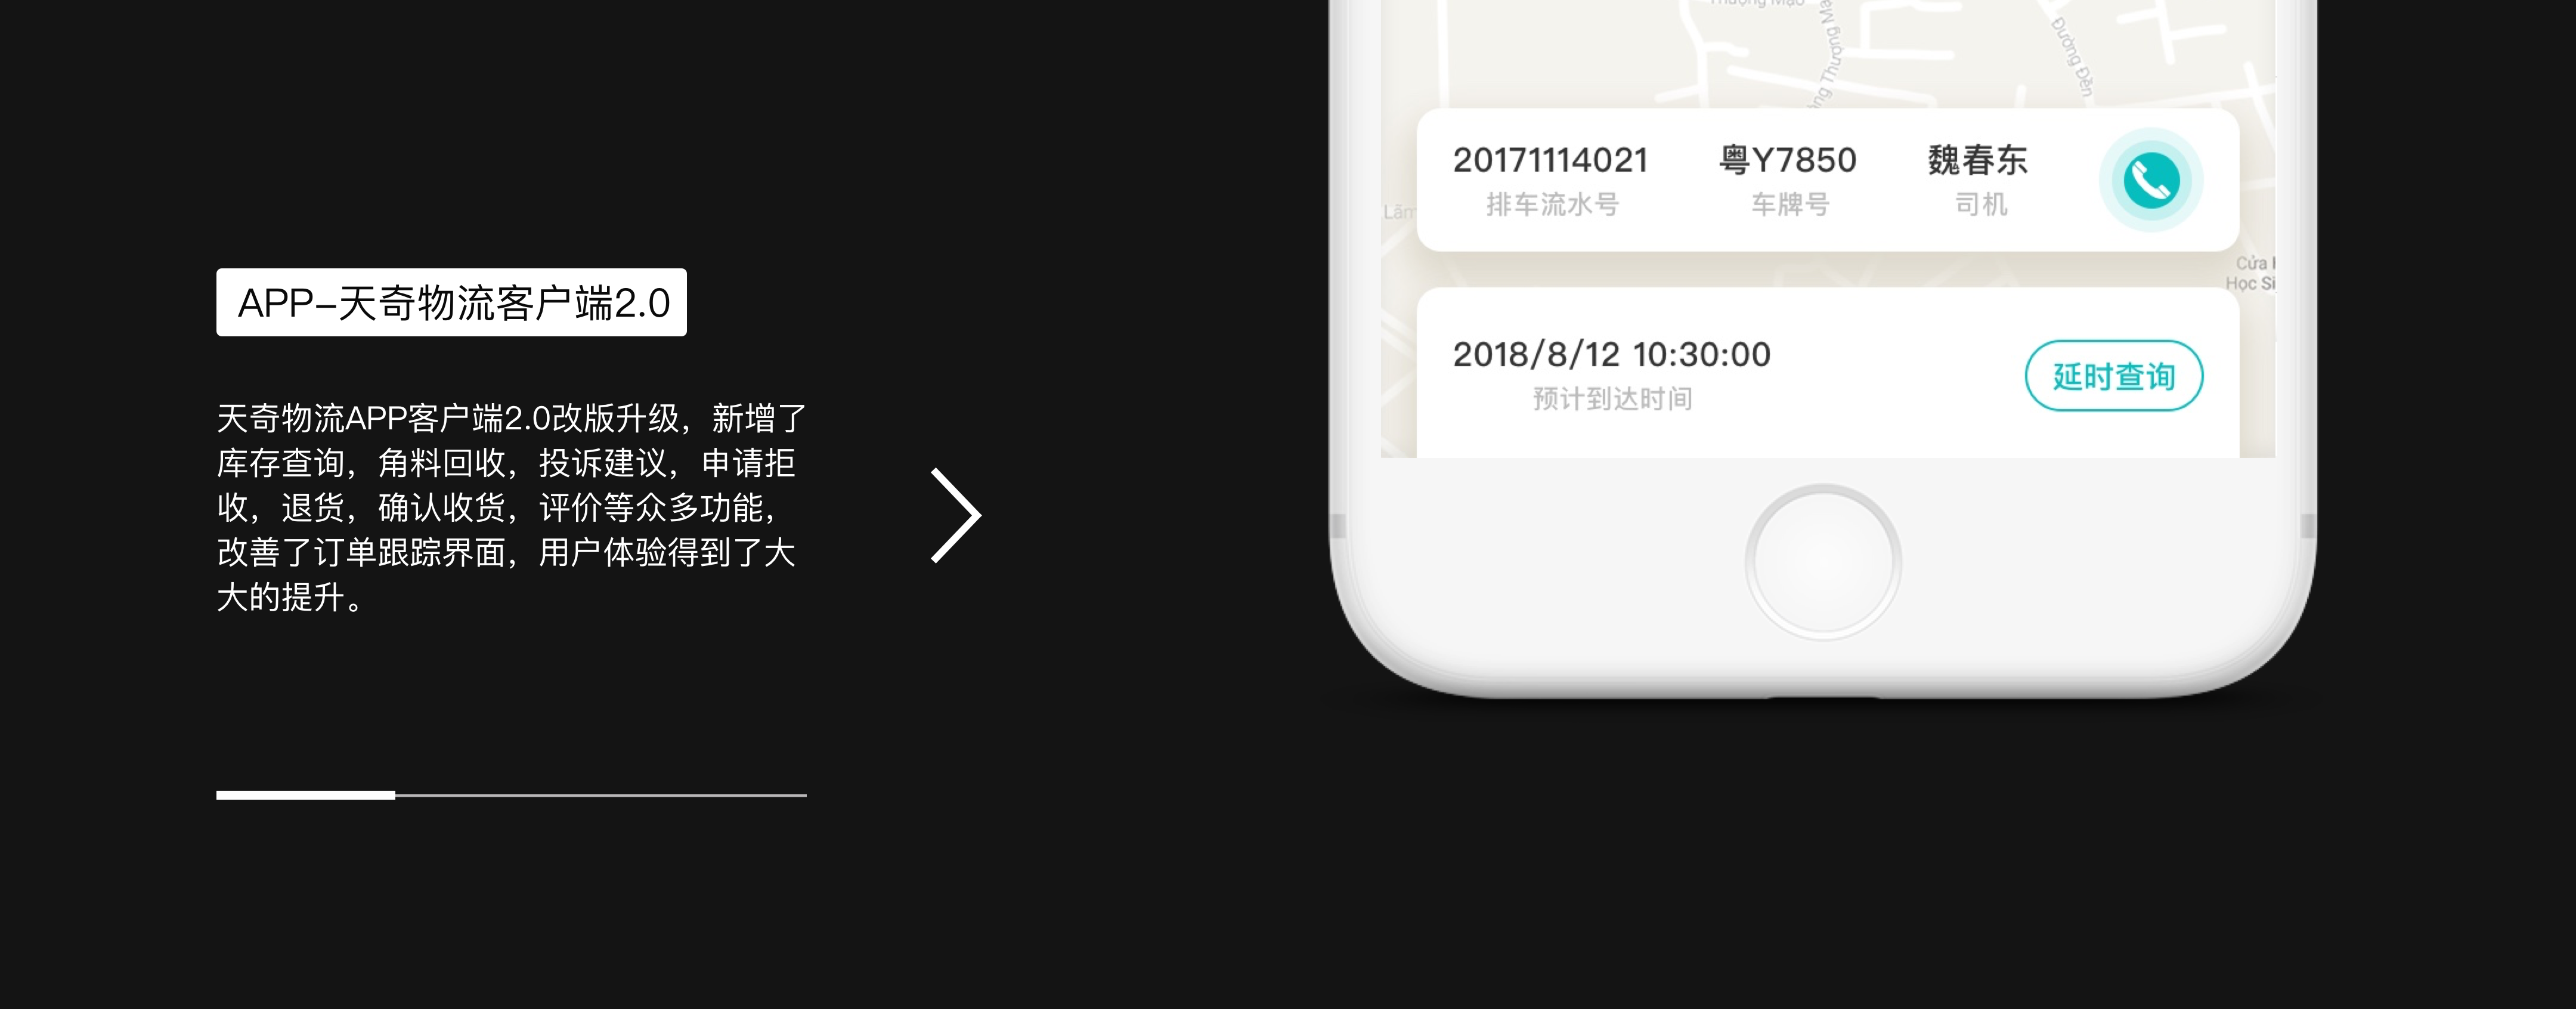 APP-天奇物流客户端2.0
天奇物流APP客户端2.0改版升级，新增了
库存查询，角料回收，投诉建议，申请拒
收，退货，确认收货，评价等众多功能，
改善了订单跟踪界面，用户体验得到了大
大的提升。
Đường Đền
20171114021 粤Y7850 魏春东
排车流水号 车牌号 司机
Cửa
Học
2018/8/12 10:30:00
延时查询
预计到达时间